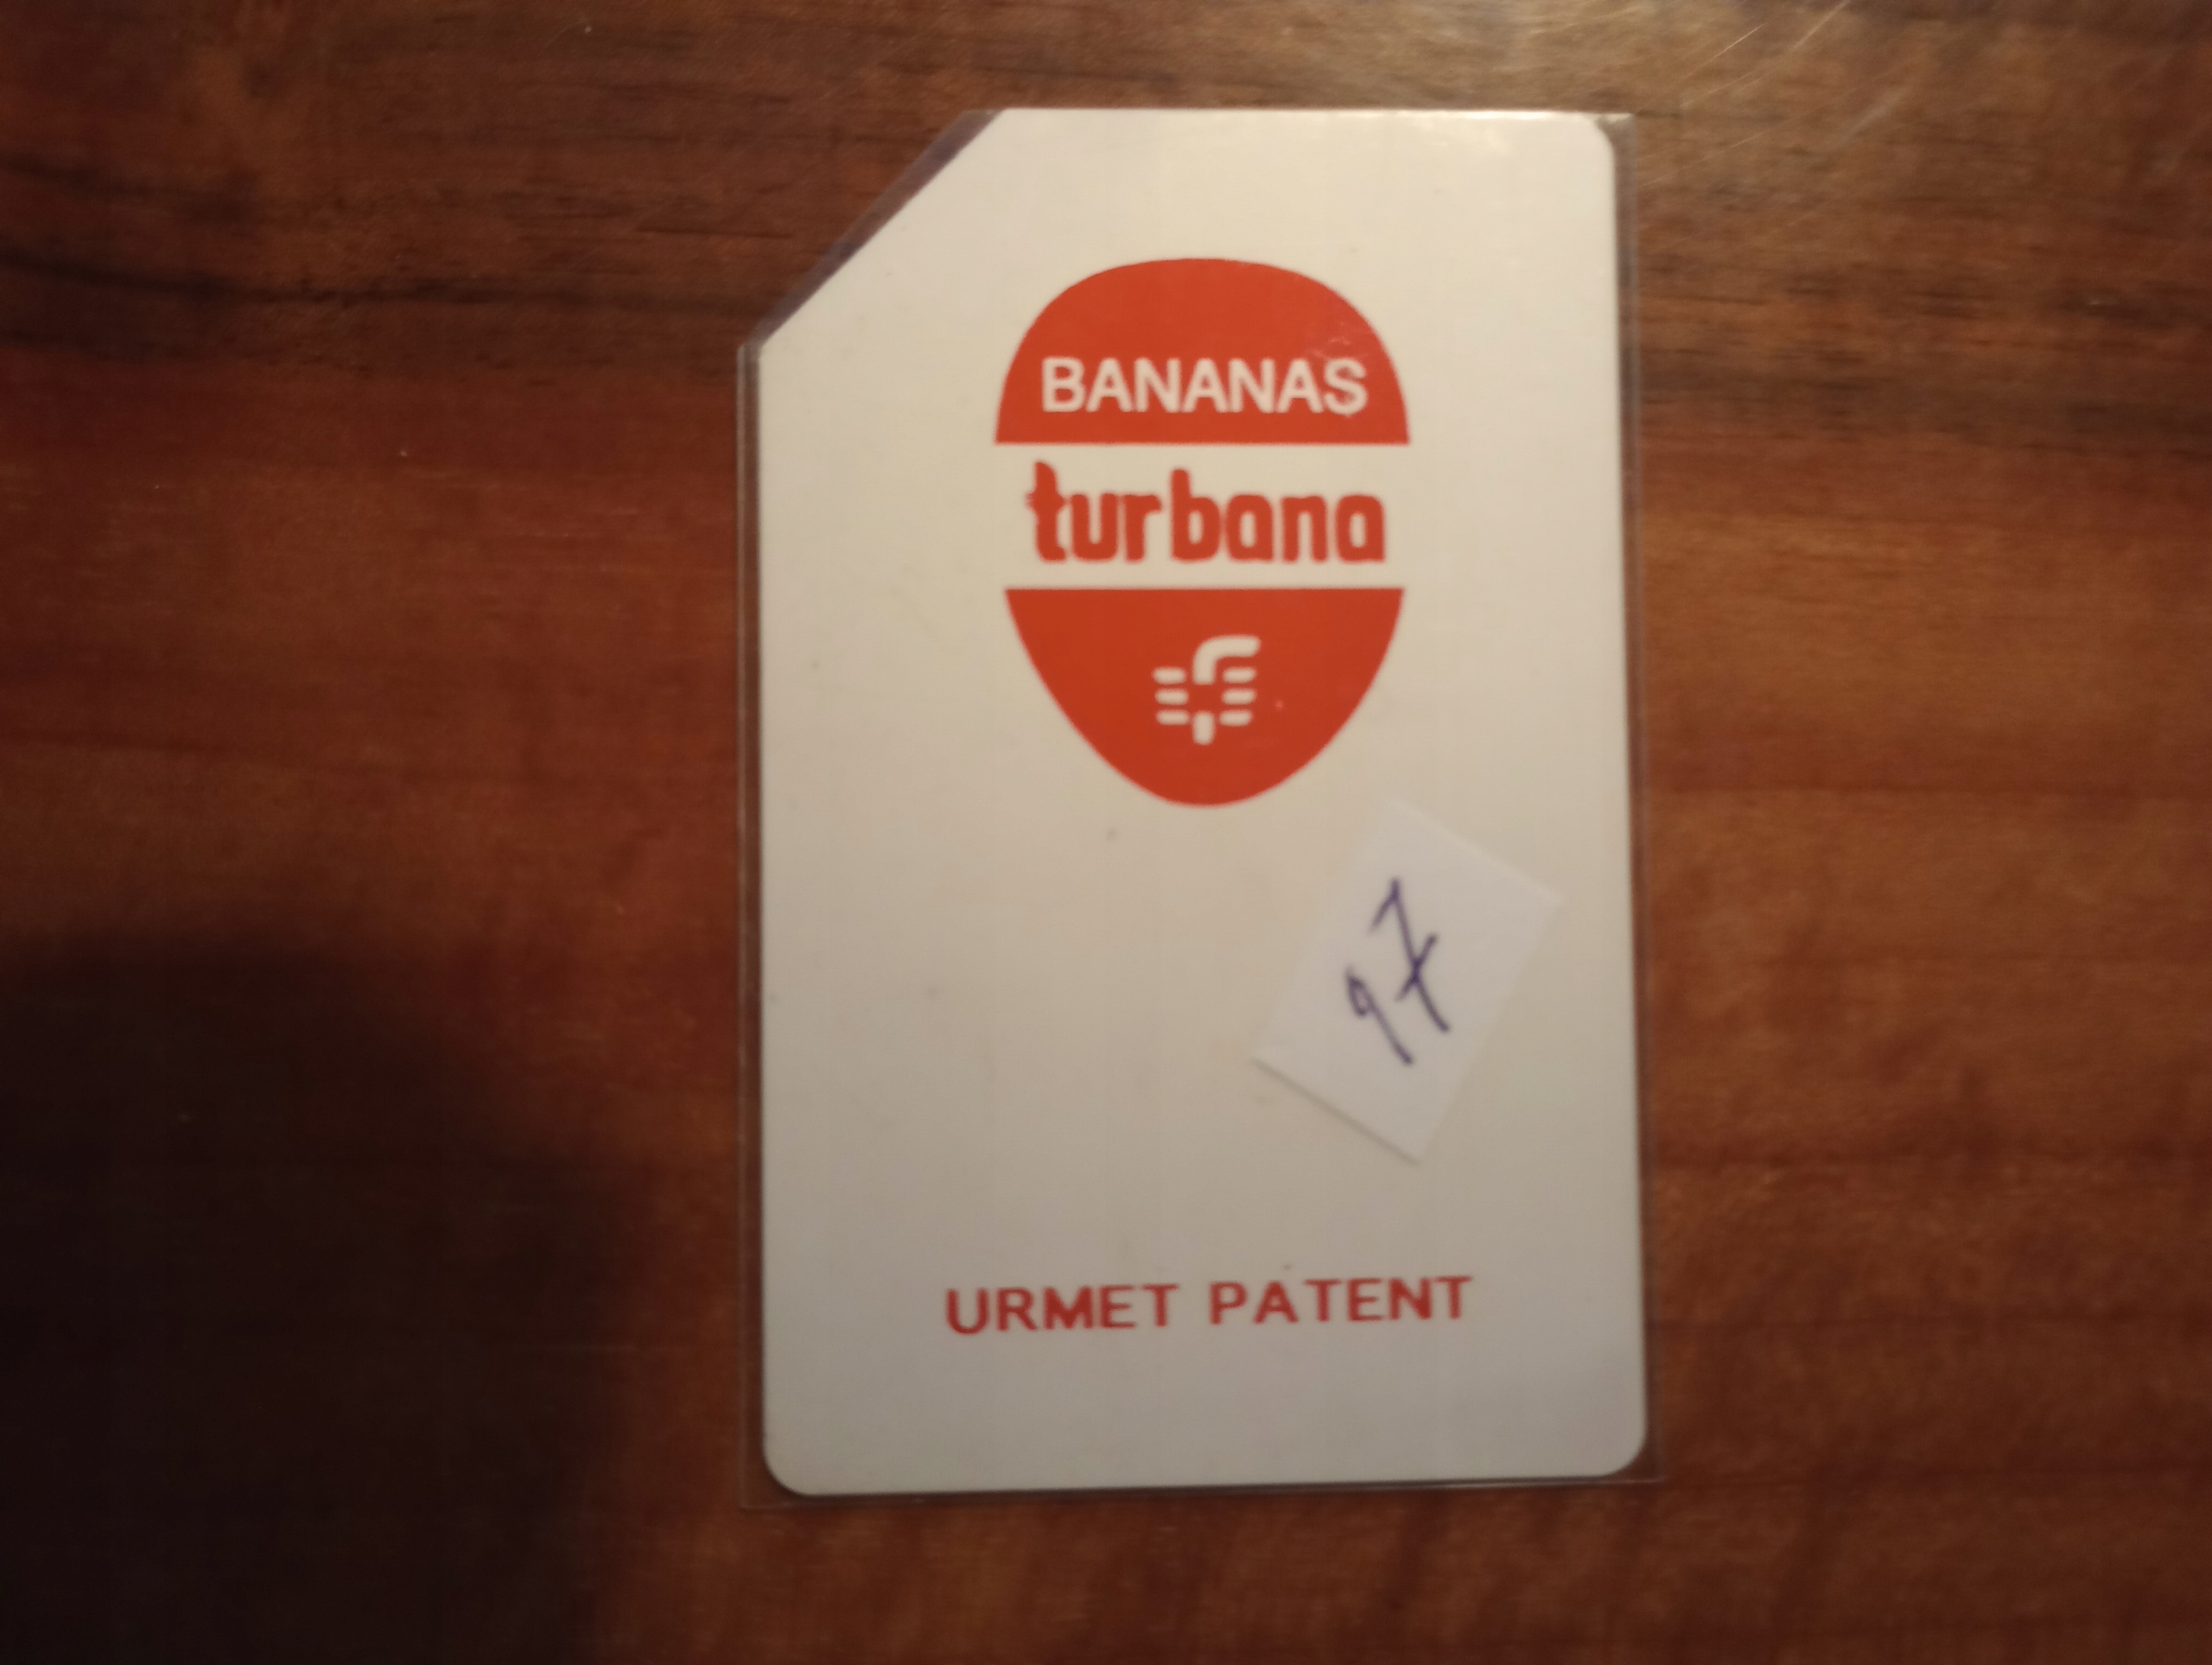 BANANAS
turbana
97
URMET PATENT